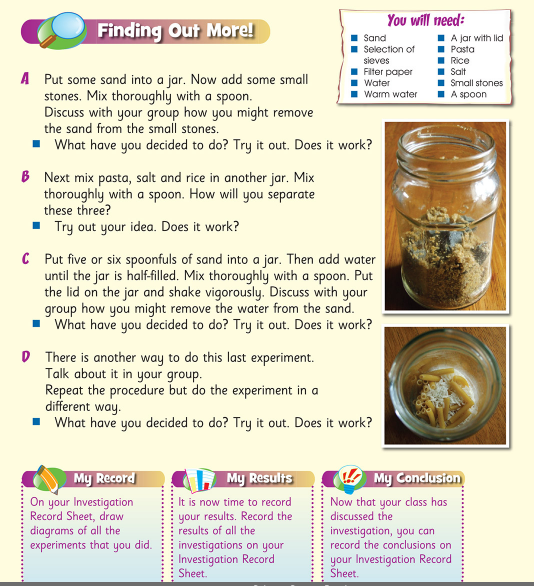 Finding Out More!
You will need:
Sand
Selection of
sieves
Filter paper
Water
Warm water
A jar with lid
Pasta
Rice
Salt
Small stones
A spoon
A Put some sand into a jar. Now add some small
stones. Mix thoroughly with a spoon.
Discuss with your group how you might remove
the sand from the small stones.
What have you decided to do? Try it out. Does it work?
B Next mix pasta, salt and rice in another jar. Mix
thoroughly with a spoon. How will you separate
these three?
Try out your idea. Does it work?
C Put five or six spoonfuls of sand into a jar. Then add water
until the jar is half-filled. Mix thoroughly with a spoon. Put
the lid on the jar and shake vigorously. Discuss with your
group how you might remove the water from the sand.
What have you decided to do? Try it out. Does it work?
D There is another way to do this last experiment.
Talk about it in your group.
Repeat the procedure but do the experiment in a
different way.
What have you decided to do? Try it out. Does it work?
My Record
On your Investigation
Record Sheet, draw
diagrams of all the
experiments that you did.
My Results
It is now time to record
your results. Record the
results of all the
investigations on your
Investigation Record
Sheet.
My Conclusion
Now that your class has
discussed the
investigation, you can
record the conclusions on
your Investigation Record
Sheet.